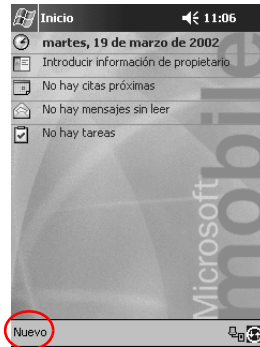 Inicio 11:06
martes, 19 de marzo de 2002
Introducir información de propietario
No hay citas próximas
No hay mensajes sin leer
No hay tareas
Microsoft
mobile
Nuevo